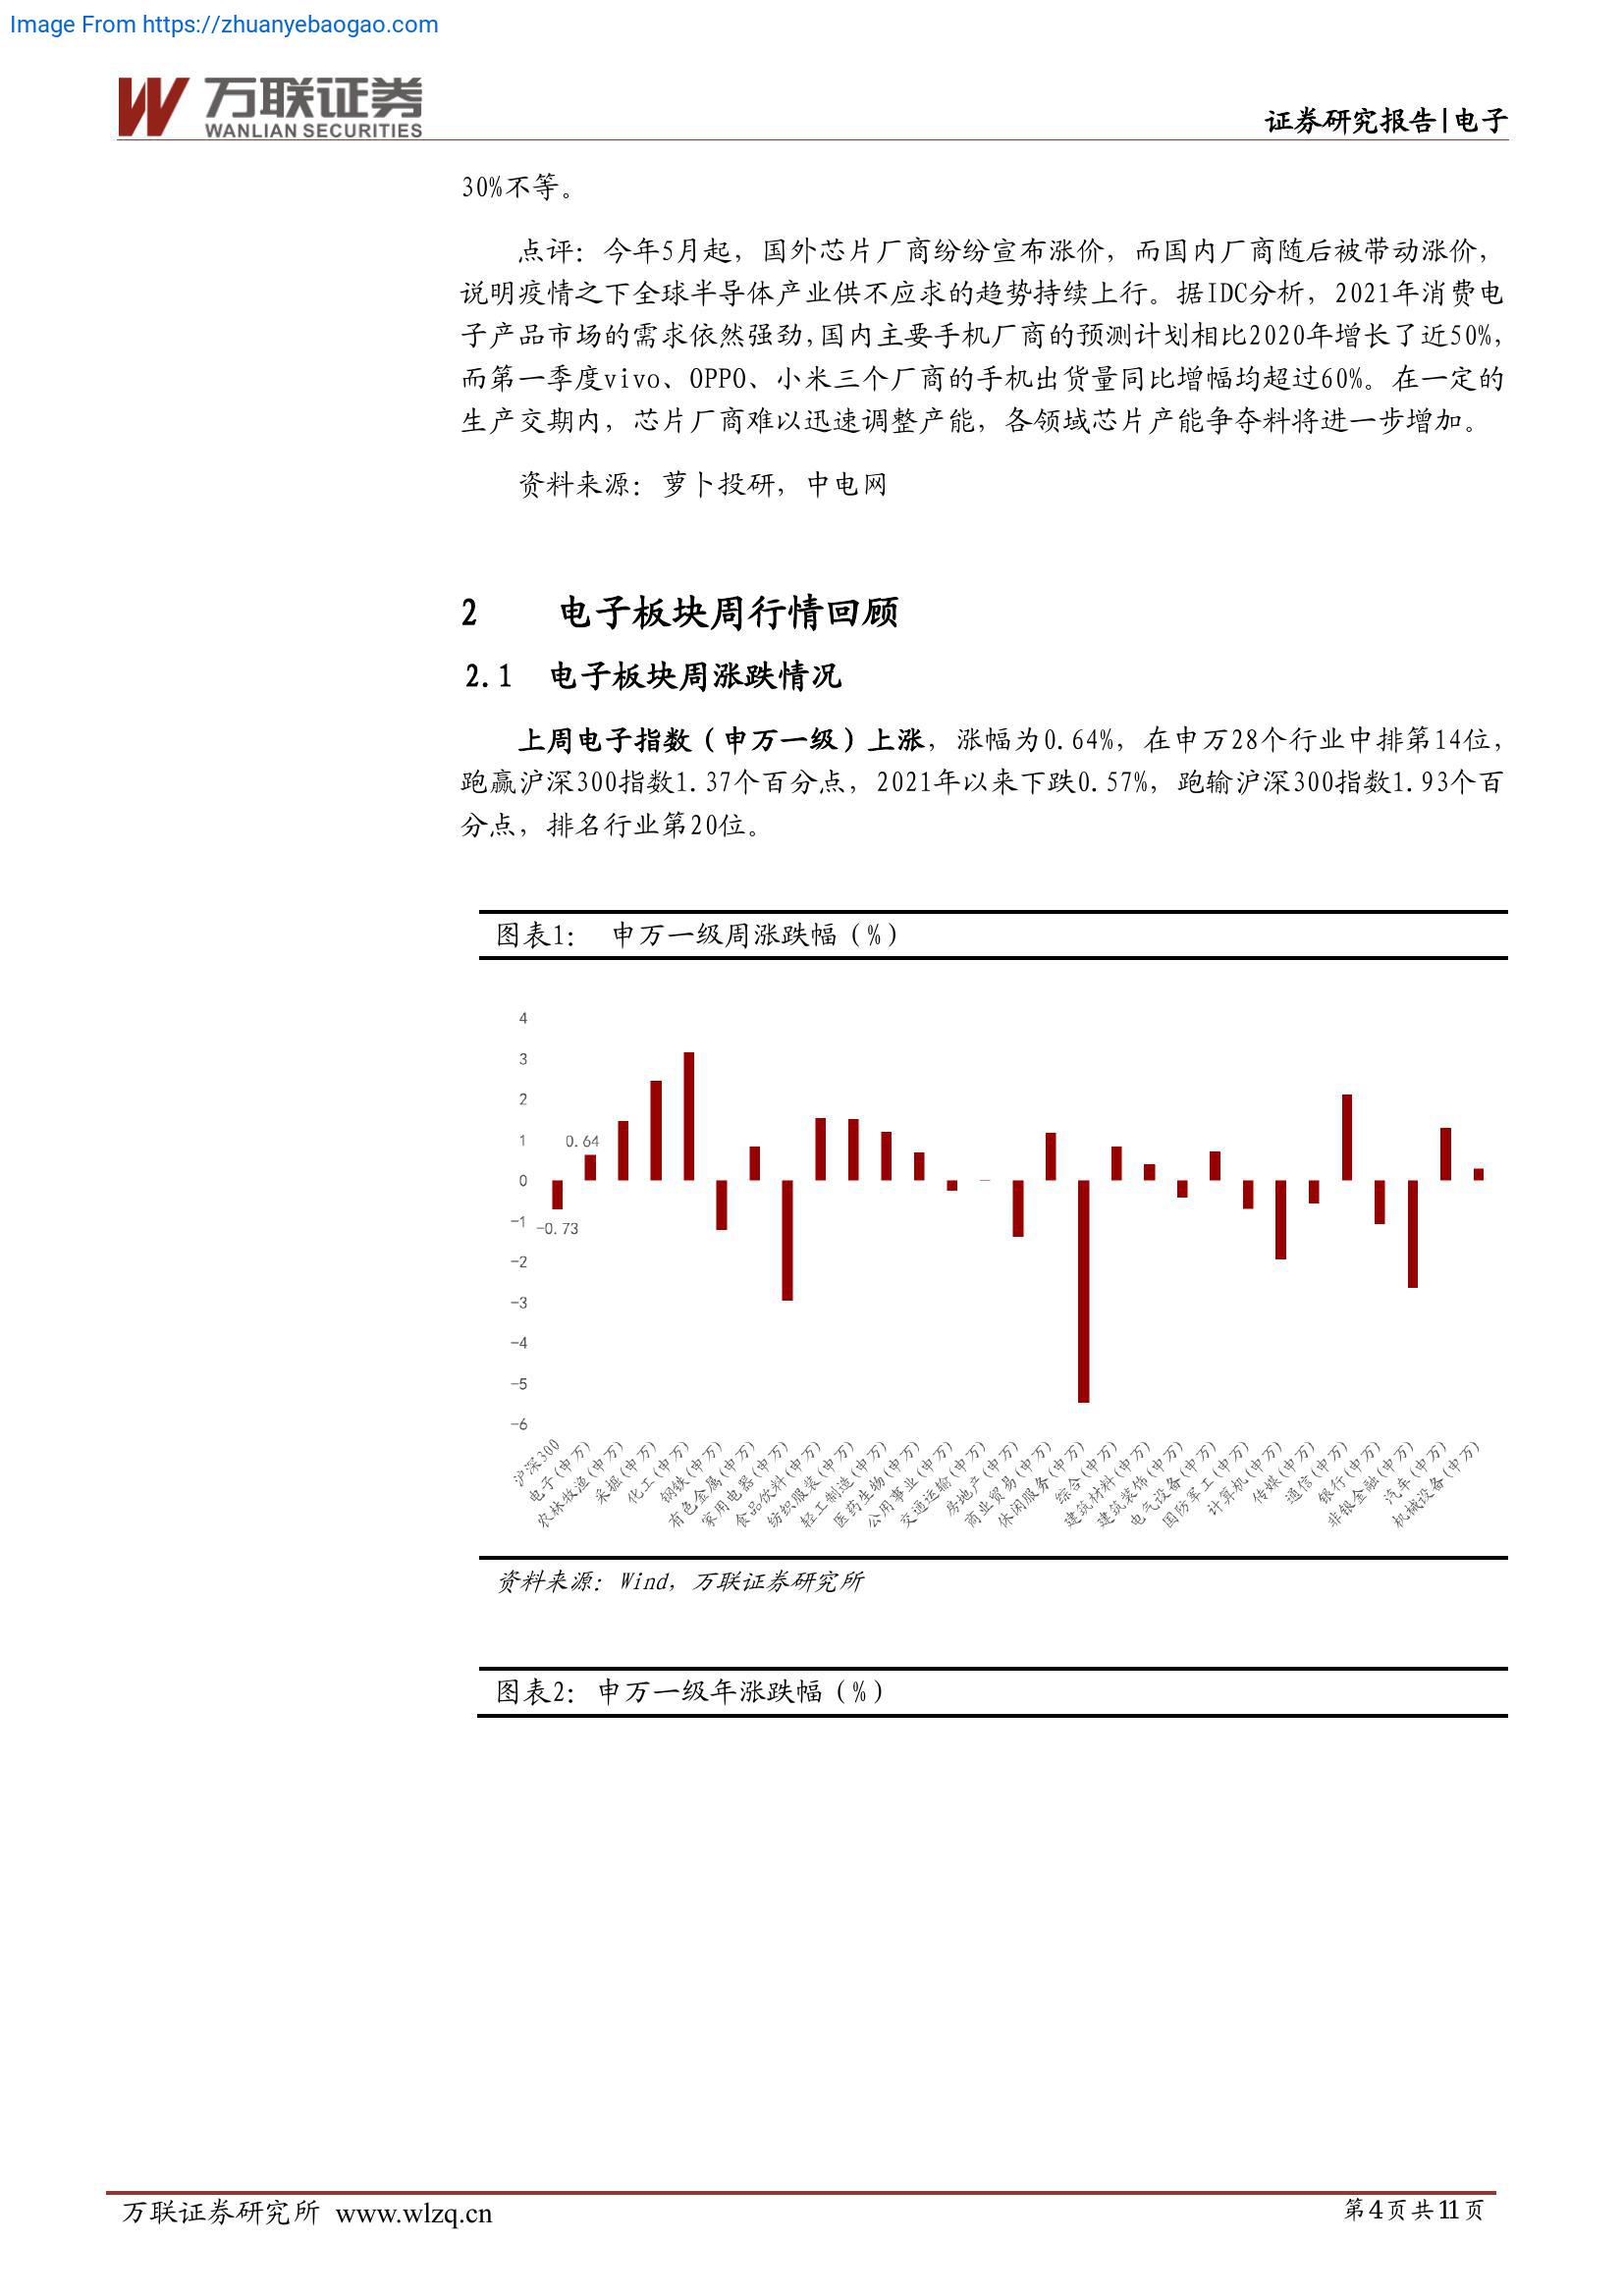 Image From https://zhuanyebaogao.com
万联证券
WANLIAN SECURITIES
证券研究报告|电子
30%不等。
点评：今年5月起，国外芯片厂商纷纷宣布涨价，而国内厂商随后被带动涨价，
说明疫情之下全球半导体产业供不应求的趋势持续上行。据IDC分析，2021年消费电
子产品市场的需求依然强劲,国内主要手机厂商的预测计划相比2020年增长了近50%,
而第一季度vivo、OPPO、小米三个厂商的手机出货量同比增幅均超过60%。在一定的
生产交期内，芯片厂商难以迅速调整产能，各领域芯片产能争夺料将进一步增加。
资料来源：萝卜投研，中电网
2 电子板块周行情回顾
2.1 电子板块周涨跌情况
上周电子指数（申万一级）上涨，涨幅为0.64%，在申万28个行业中排第14位，
跑赢沪深300指数1.37个百分点，2021年以来下跌0.57%，跑输沪深300指数1.93个百
分点，排名行业第20位。
图表1： 申万一级周涨跌幅（%）
4
3
2
1
0
-1
-2
-3
-4
-5
-6
0.64
-0.73
沪深300
电子(申万)
农林牧渔(申万)
采掘(申万)
化工(申万)
钢铁(申万)
有色金属(申万)
家用电器(申万)
食品饮料(申万)
纺织服装(申万)
轻工制造(申万)
医药生物(申万)
公用事业(申万)
交通运输(申万)
房地产(申万)
商业贸易(申万)
休闲服务(申万)
综合(申万)
建筑材料(申万)
建筑装饰(申万)
电气设备(申万)
国防军工(申万)
计算机(申万)
传媒(申万)
通信(申万)
银行(申万)
非银金融(申万)
汽车(申万)
机械设备(申万)
资料来源：Wind，万联证券研究所
图表2：申万一级年涨跌幅（%）
万联证券研究所 www.wlzq.cn
第4页共11页